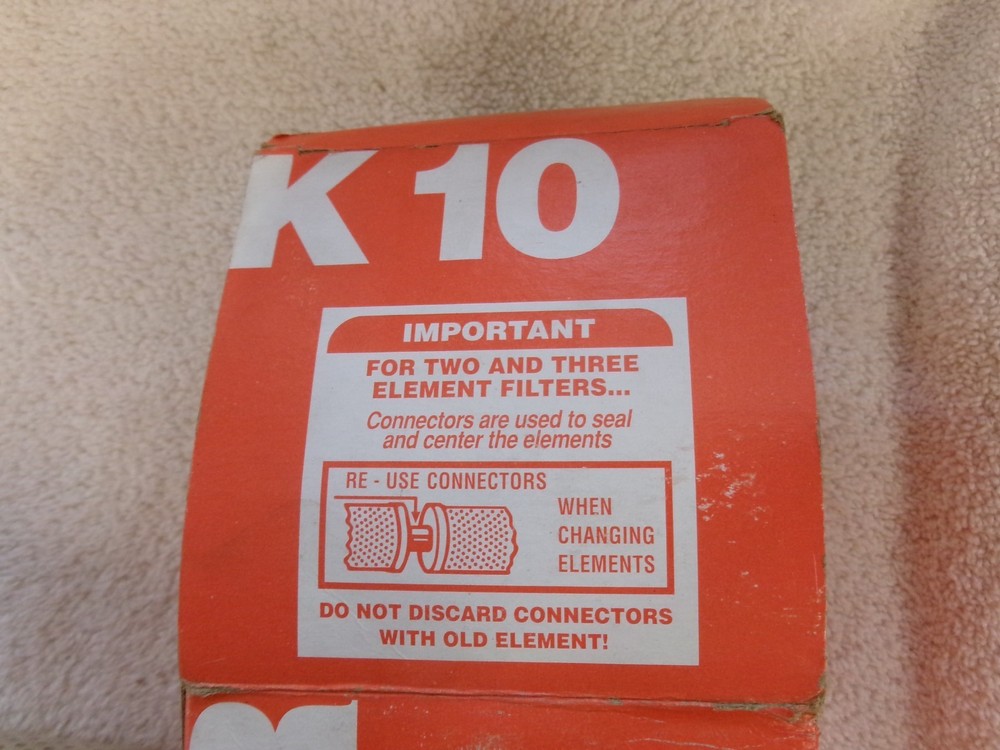 K 10
IMPORTANT
FOR TWO AND THREE
ELEMENT FILTERS...
Connectors are used to seal
and center the elements
RE - USE CONNECTORS
WHEN
CHANGING
ELEMENTS
DO NOT DISCARD CONNECTORS
WITH OLD ELEMENT!